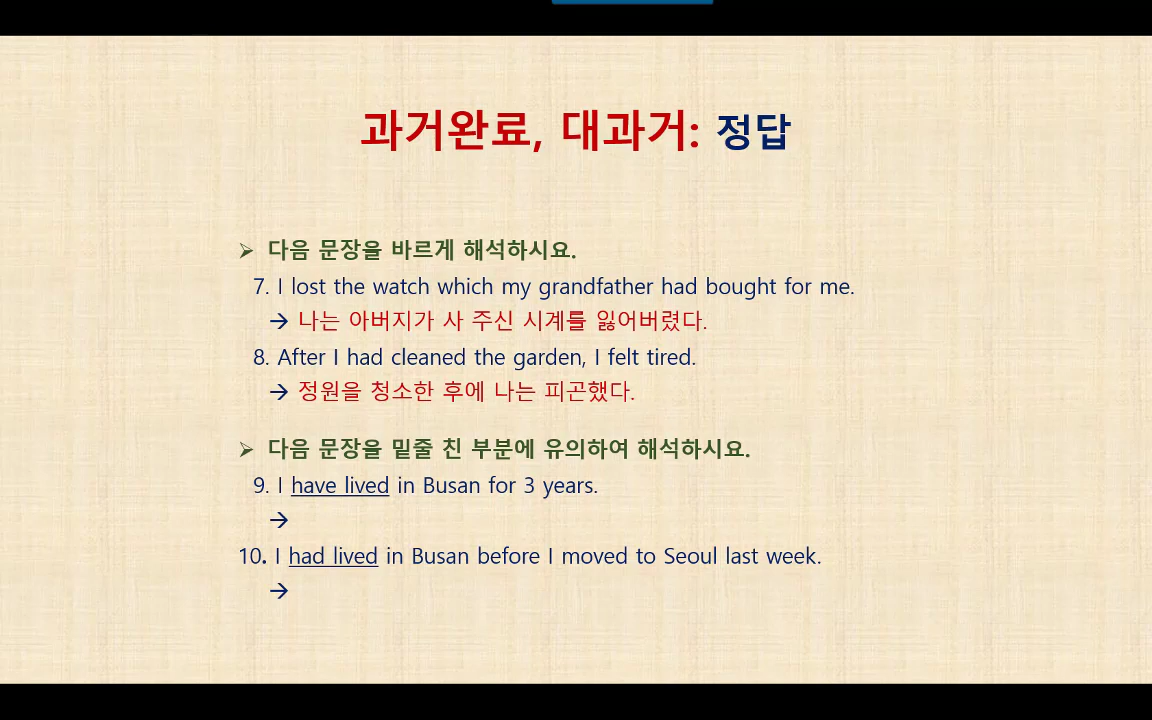 과거완료, 대과거: 정답
➢ 다음 문장을 바르게 해석하시요.
7. I lost the watch which my grandfather had bought for me.
→ 나는 아버지가 사 주신 시계를 잃어버렸다.
8. After I had cleaned the garden, I felt tired.
→ 정원을 청소한 후에 나는 피곤했다.
➢ 다음 문장을 밑줄 친 부분에 유의하여 해석하시요.
9. I have lived in Busan for 3 years.
→
10. I had lived in Busan before I moved to Seoul last week.
→